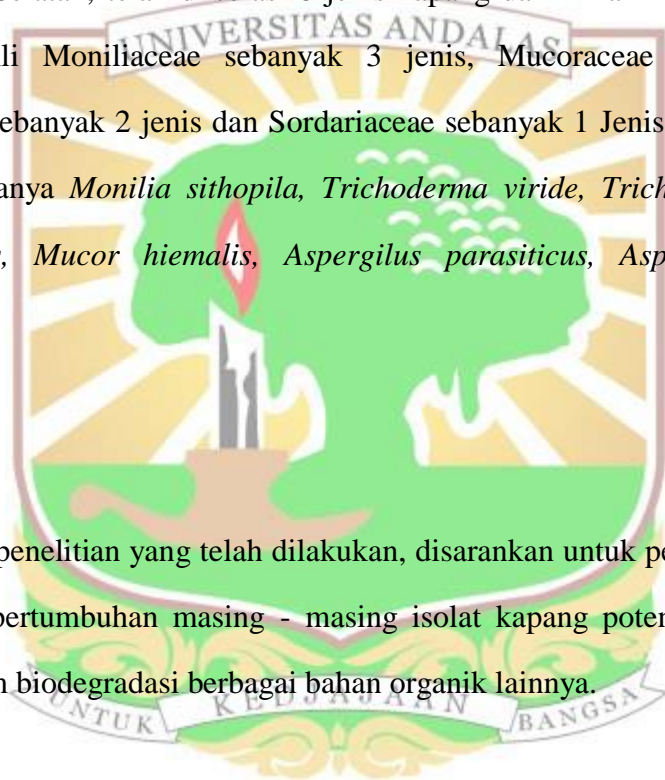 UNIVERSITAS ANDALAS
li Moniliaceae sebanyak 3 jenis, Mucoraceae
ebanyak 2 jenis dan Sordariaceae sebanyak 1 Jenis
anya Monilia sithopila, Trichoderma viride, Trich
, Mucor hiemalis, Aspergilus parasiticus, Asp
penelitian yang telah dilakukan, disarankan untuk pe
pertumbuhan masing - masing isolat kapang poten
n biodegradasi berbagai bahan organik lainnya.
UNTUK KEDJAJAAN BANGSA